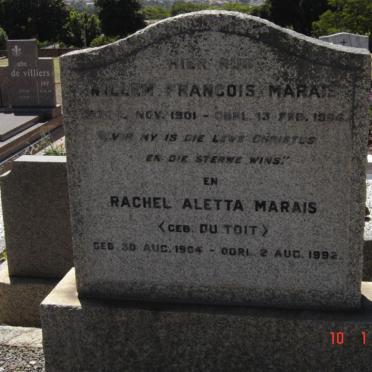 HIER RUS
WILLEM FRANCOIS MARAIS
NOV. 1901 - OORL. 13 FEB.
"VIR MY IS DIE LEWE CHRISTUS
EN DIE STERWE WINS."
EN
RACHEL ALETTA MARAIS
(GEB. DU TOIT)
GEB. 30 AUG. 1904 - OORL. 2 AUG. 1992.
de villiers
10 1